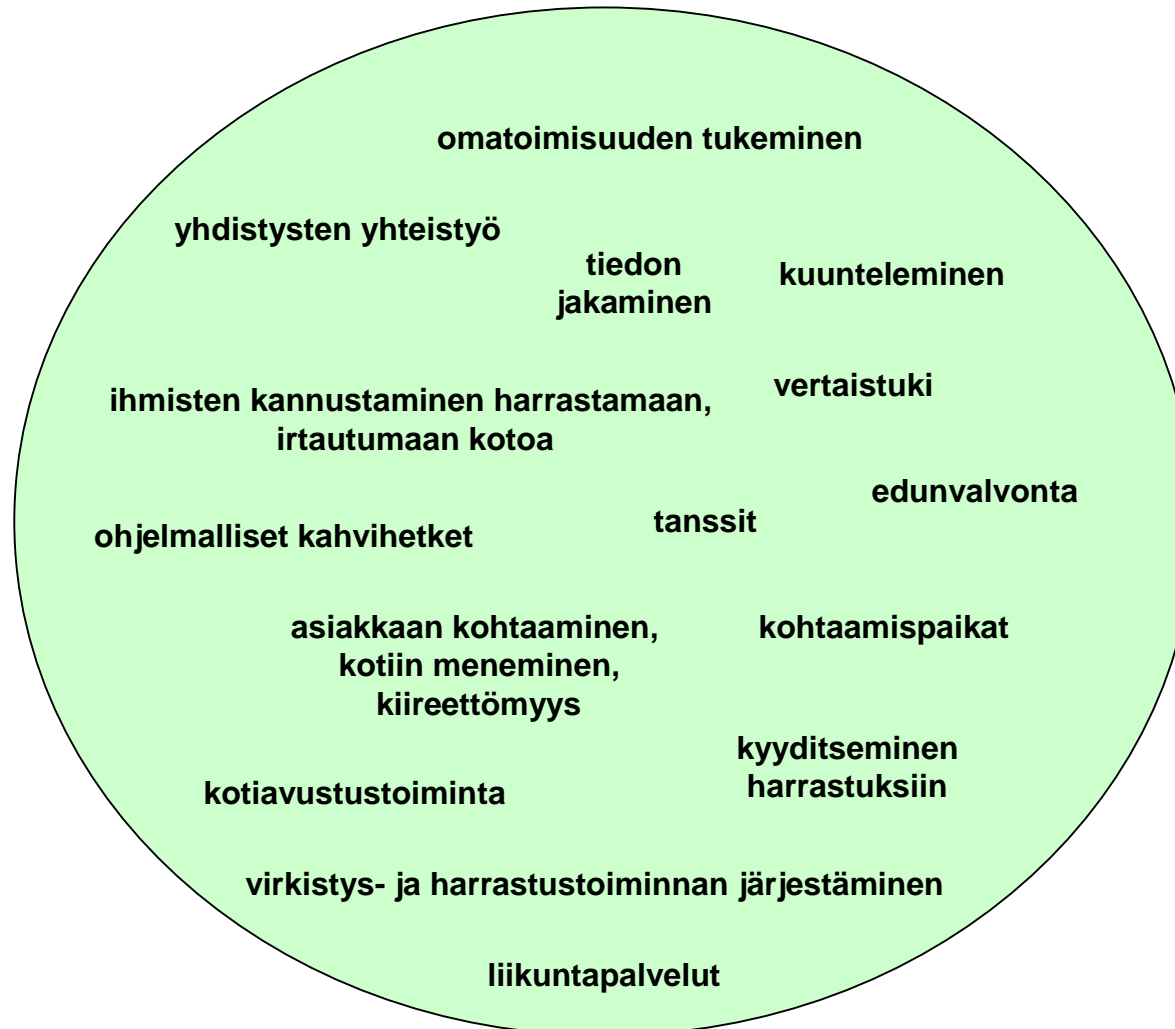 omatoimisuuden tukeminen
yhdistysten yhteistyö
tiedon
jakaminen
kuunteleminen
ihmisten kannustaminen harrastamaan,
irtautumaan kotoa
vertaistuki
edunvalvonta
tanssit
ohjelmalliset kahvihetket
asiakkaan kohtaaminen,
kotiin meneminen,
kiireettömyys
kohtaamispaikat
kyyditseminen
harrastuksiin
kotiavustustoiminta
virkistys- ja harrastustoiminnan järjestäminen
liikuntapalvelut